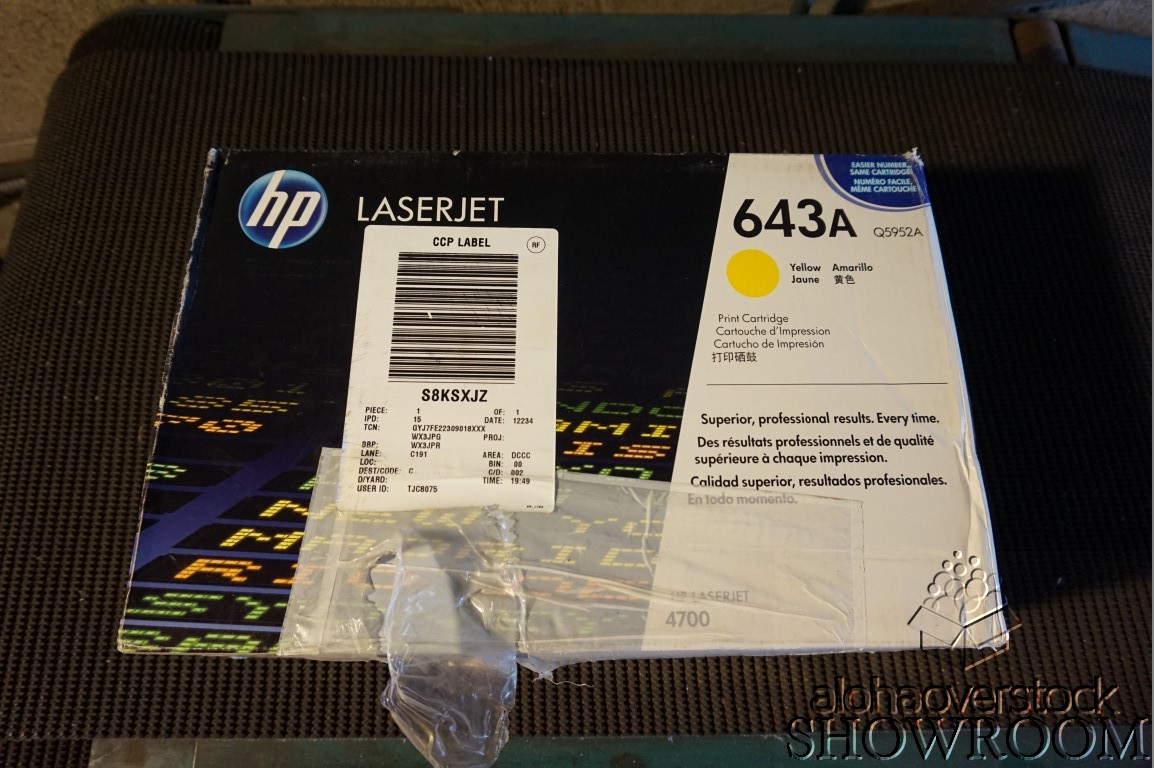 hp
LASERJET
EASIER NUMBER,
SAME CARTRIDGE
NUMÉRO FACILE,
MÊME CARTOUCHE
643A Q5952A
Yellow Amarillo
Jaune 黄色
Print Cartridge
Cartouche d'Impression
Cartucho de Impresión
打印硒鼓
Superior, professional results. Every time.
Des résultats professionnels et de qualité
supérieure à chaque impression.
Calidad superior, resultados profesionales.
En todo momento.
HP LASERJET
4700
CCP LABEL RF
S8KSXJZ
PIECE: 1 OF: 1
IPD: 15 DATE: 12234
TCN: GYJ7FE22309018XXX
WX3JPG PROJ:
BBP: WX3JPR
LANE: C191 AREA: DCCC
LOC: BIN: 00
DEST/CODE: C C/D: 002
D/YARD: TIME: 19:49
USER ID: TJC8075
alohaoverstock
SHOWROOM